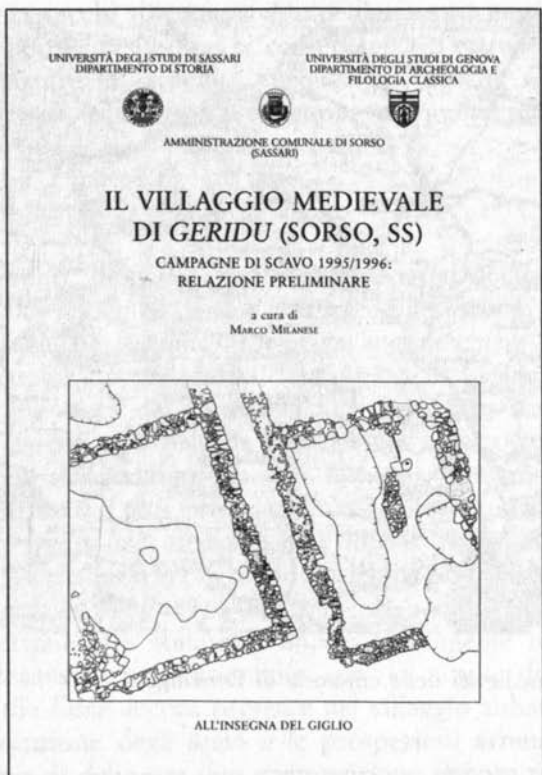 UNIVERSITÀ DEGLI STUDI DI SASSARI
DIPARTIMENTO DI STORIA
UNIVERSITÀ DEGLI STUDI DI GENOVA
DIPARTIMENTO DI ARCHEOLOGIA E
FILOLOGIA CLASSICA
AMMINISTRAZIONE COMUNALE DI SORSO
(SASSARI)
IL VILLAGGIO MEDIEVALE
DI GERIDU (SORSO, SS)
CAMPAGNE DI SCAVO 1995/1996:
RELAZIONE PRELIMINARE
a cura di
MARCO MILANESE
ALL'INSEGNA DEL GIGLIO